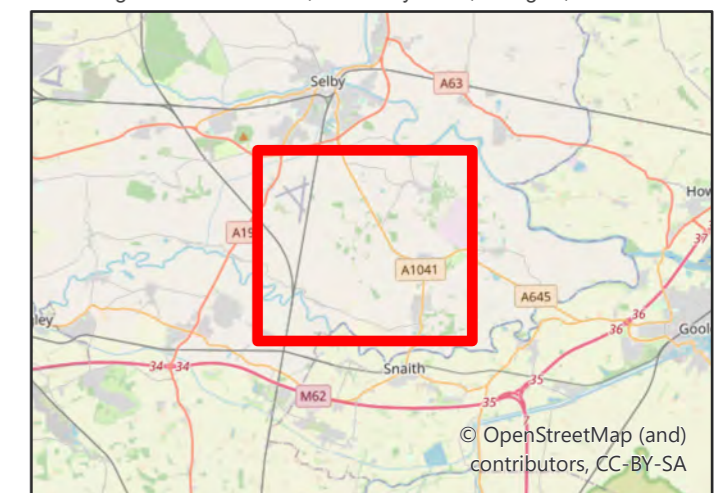 Selby
A63
How
37
A19
A1041
A645
36
36
ley
Gool
34
34
Snaith
35
M62
35
© OpenStreetMap (and)
contributors, CC-BY-SA